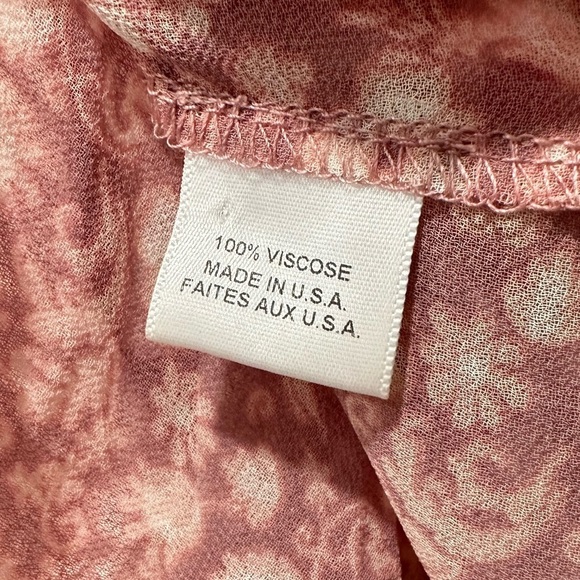 100% VISCOSE
MADE IN U.S.A.
FAITES AUX U.S.A.